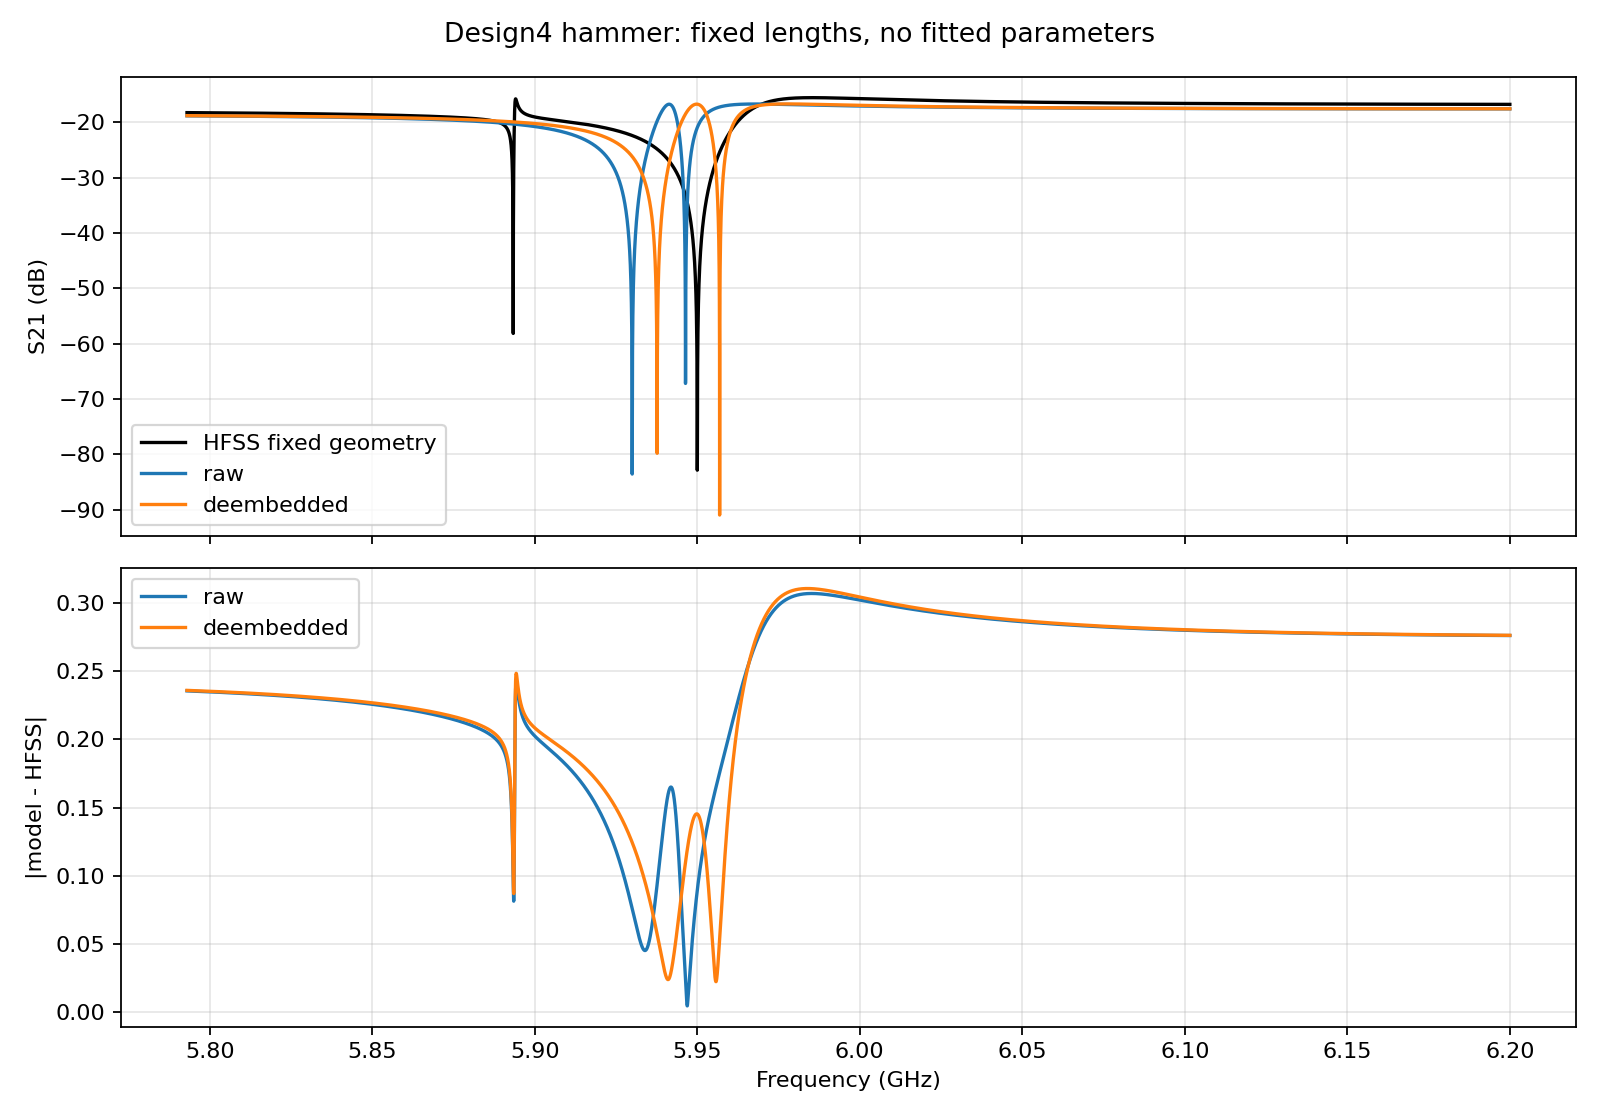 Design4 hammer: fixed lengths, no fitted parameters
−20
−30
−40
−50
−60
−70
−80
−90
S21 (dB)
HFSS fixed geometry
raw
deembedded
0.30
0.25
0.20
0.15
0.10
0.05
0.00
|model - HFSS|
raw
deembedded
5.80 5.85 5.90 5.95 6.00 6.05 6.10 6.15 6.20
Frequency (GHz)